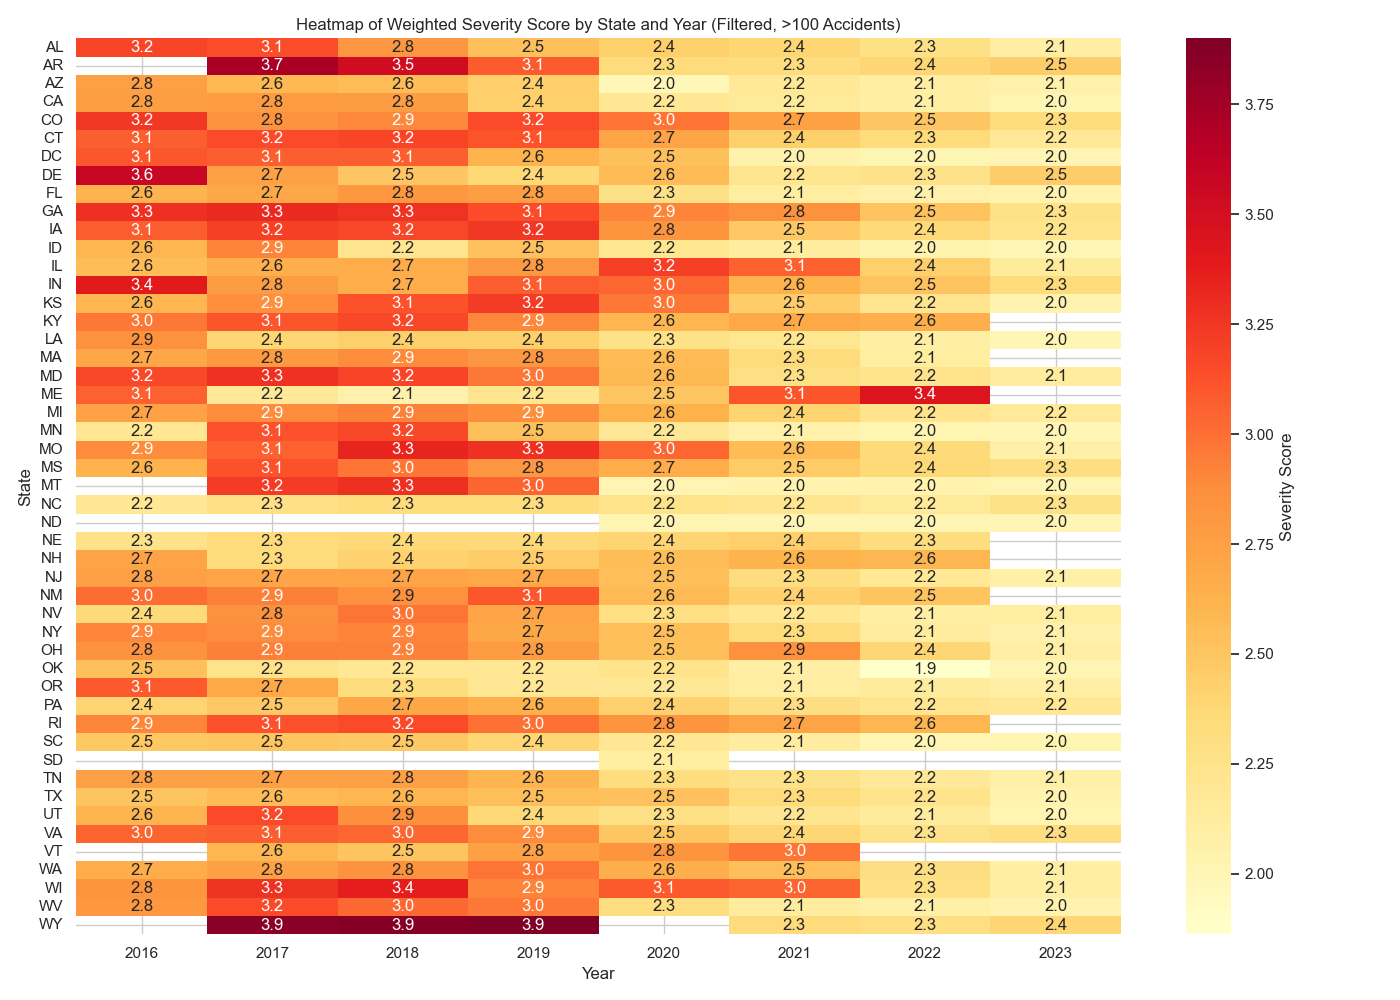 Heatmap of Weighted Severity Score by State and Year (Filtered, >100 Accidents)
AL 3.2 3.1 2.8 2.5 2.4 2.4 2.3 2.1
AR 3.7 3.5 3.1 2.3 2.3 2.4 2.5
AZ 2.8 2.6 2.6 2.4 2.0 2.2 2.1 2.1
CA 2.8 2.8 2.8 2.4 2.2 2.2 2.1 2.0
CO 3.2 2.8 2.9 3.2 3.0 2.7 2.5 2.3
CT 3.1 3.2 3.2 3.1 2.7 2.4 2.3 2.2
DC 3.1 3.1 3.1 2.6 2.5 2.0 2.0 2.0
DE 3.6 2.7 2.5 2.4 2.6 2.2 2.3 2.5
FL 2.6 2.7 2.8 2.8 2.3 2.1 2.1 2.0
GA 3.3 3.3 3.3 3.1 2.9 2.8 2.5 2.3
IA 3.1 3.2 3.2 3.2 2.8 2.5 2.4 2.2
ID 2.6 2.9 2.2 2.5 2.2 2.1 2.0 2.0
IL 2.6 2.6 2.7 2.8 3.2 3.1 2.4 2.1
IN 3.4 2.8 2.7 3.1 3.0 2.6 2.5 2.3
KS 2.6 2.9 3.1 3.2 3.0 2.5 2.2 2.0
KY 3.0 3.1 3.2 2.9 2.6 2.7 2.6
LA 2.9 2.4 2.4 2.4 2.3 2.2 2.1 2.0
MA 2.7 2.8 2.9 2.8 2.6 2.3 2.1
MD 3.2 3.3 3.2 3.0 2.6 2.3 2.2 2.1
ME 3.1 2.2 2.1 2.2 2.5 3.1 3.4
MI 2.7 2.9 2.9 2.9 2.6 2.4 2.2 2.2
MN 2.2 3.1 3.2 2.5 2.2 2.1 2.0 2.0
MO 2.9 3.1 3.3 3.3 3.0 2.6 2.4 2.1
MS 2.6 3.1 3.0 2.8 2.7 2.5 2.4 2.3
MT 3.2 3.3 3.0 2.0 2.0 2.0 2.0
NC 2.2 2.3 2.3 2.3 2.2 2.2 2.2 2.3
ND 2.0 2.0 2.0 2.0
NE 2.3 2.3 2.4 2.4 2.4 2.4 2.3
NH 2.7 2.3 2.4 2.5 2.6 2.6 2.6
NJ 2.8 2.7 2.7 2.7 2.5 2.3 2.2 2.1
NM 3.0 2.9 2.9 3.1 2.6 2.4 2.5
NV 2.4 2.8 3.0 2.7 2.3 2.2 2.1 2.1
NY 2.9 2.9 2.9 2.7 2.5 2.3 2.1 2.1
OH 2.8 2.9 2.9 2.8 2.5 2.9 2.4 2.1
OK 2.5 2.2 2.2 2.2 2.2 2.1 1.9 2.0
OR 3.1 2.7 2.3 2.2 2.2 2.1 2.1 2.1
PA 2.4 2.5 2.7 2.6 2.4 2.3 2.2 2.2
RI 2.9 3.1 3.2 3.0 2.8 2.7 2.6
SC 2.5 2.5 2.5 2.4 2.2 2.1 2.0 2.0
SD 2.1
TN 2.8 2.7 2.8 2.6 2.3 2.3 2.2 2.1
TX 2.5 2.6 2.6 2.5 2.5 2.3 2.2 2.0
UT 2.6 3.2 2.9 2.4 2.3 2.2 2.1 2.0
VA 3.0 3.1 3.0 2.9 2.5 2.4 2.3 2.3
VT 2.6 2.5 2.8 2.8 3.0
WA 2.7 2.8 2.8 3.0 2.6 2.5 2.3 2.1
WI 2.8 3.3 3.4 2.9 3.1 3.0 2.3 2.1
WV 2.8 3.2 3.0 3.0 2.3 2.1 2.1 2.0
WY 3.9 3.9 3.9 2.3 2.3 2.4
2016 2017 2018 2019 2020 2021 2022 2023
Year
State
3.75
3.50
3.25
3.00
2.75
2.50
2.25
2.00
Severity Score